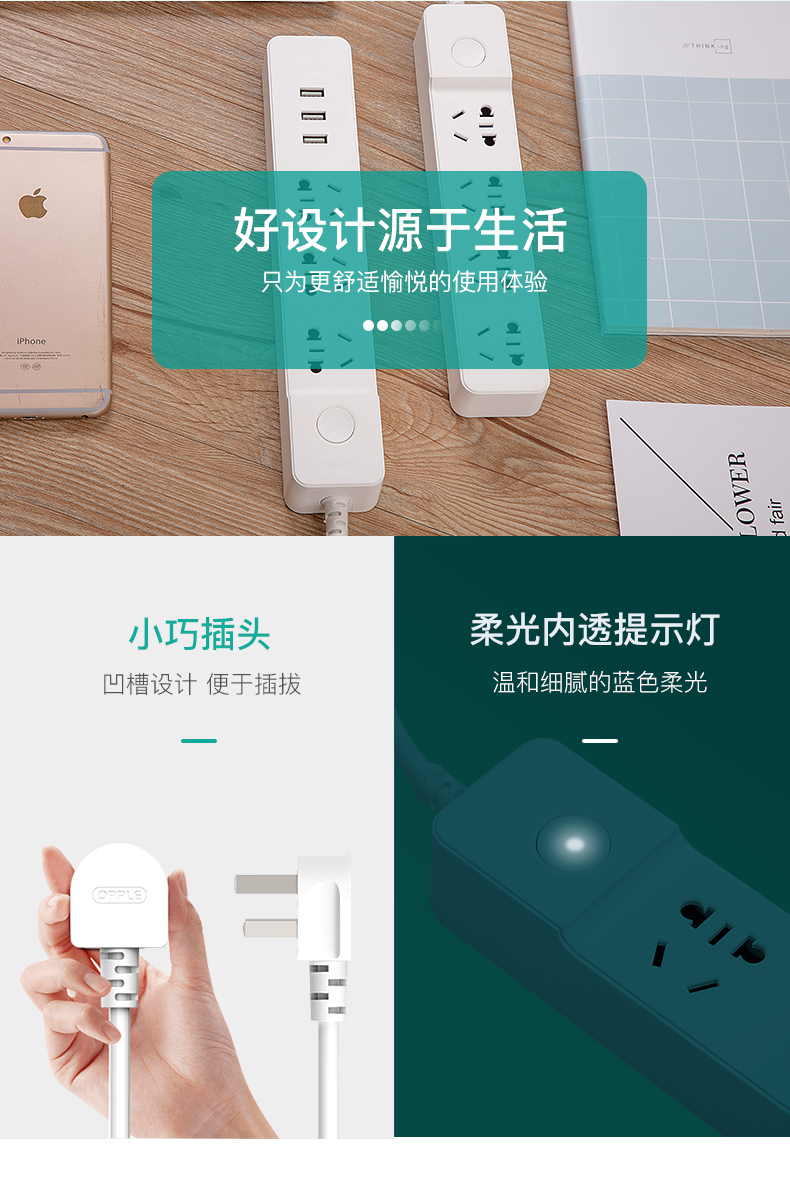 THINKing
好设计源于生活
只为更舒适愉悦的使用体验
iPhone
LOWER
d fair
小巧插头
凹槽设计 便于插拔
柔光内透提示灯
温和细腻的蓝色柔光
OPPLE